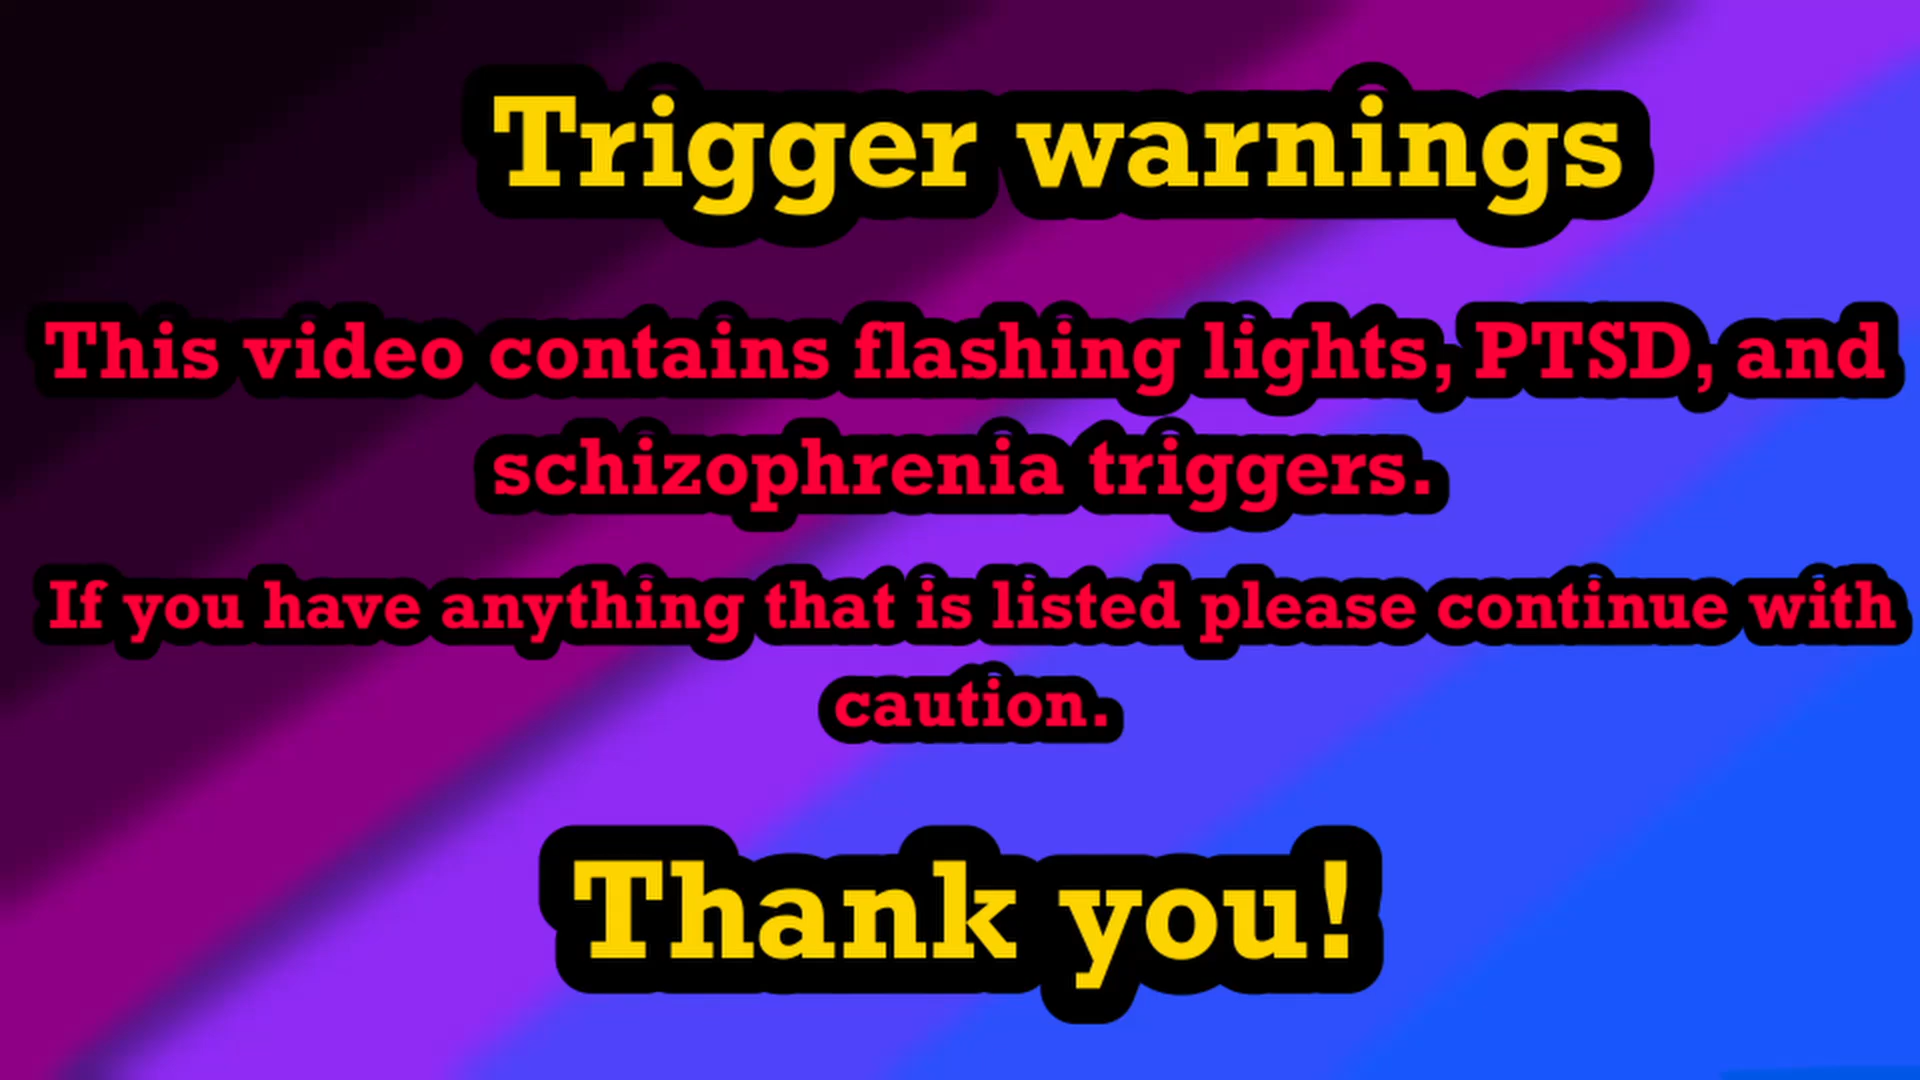 Trigger warnings
This video contains flashing lights, PTSD, and
schizophrenia triggers.
If you have anything that is listed please continue with
caution.
Thank you!